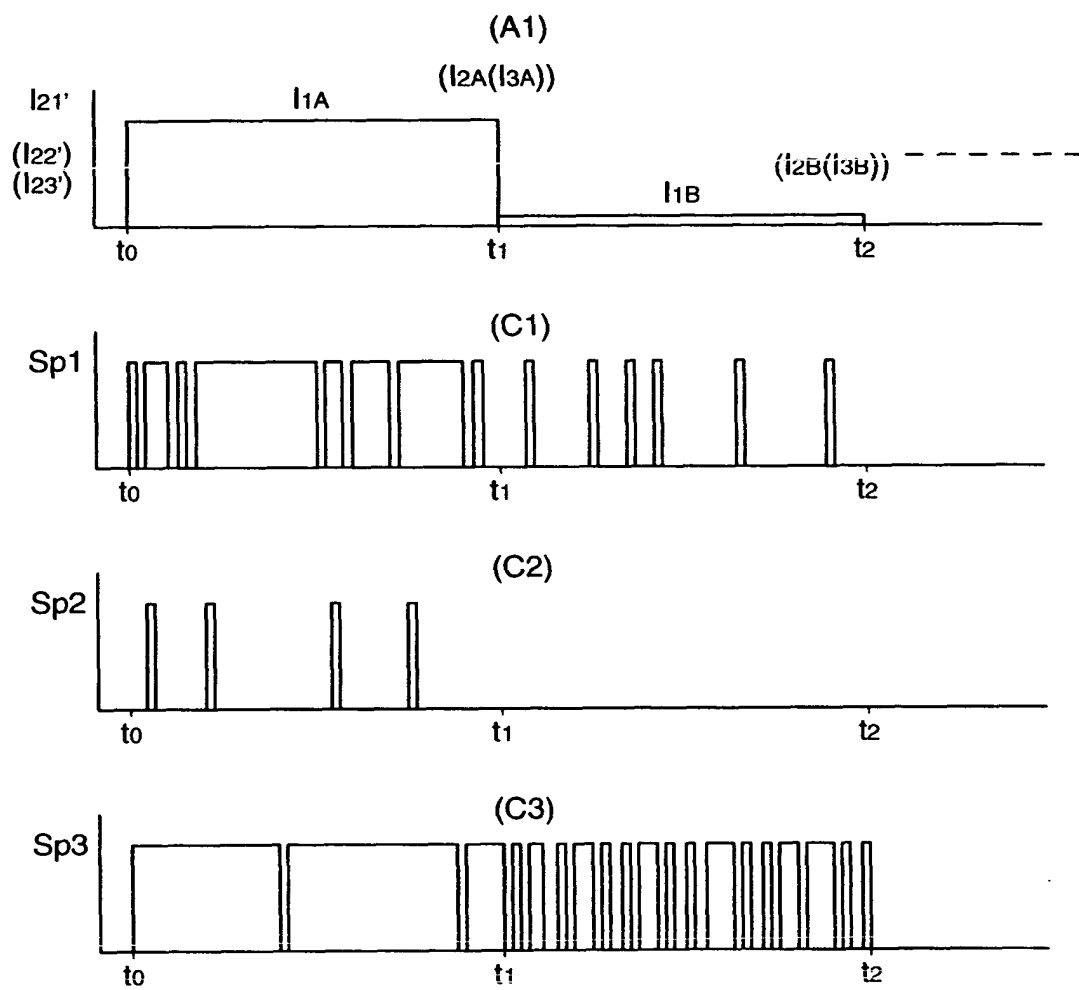 (A1)
(I2A(I3A))
I21'
I1A
(I22')
(I2B(I3B))
(I23')
I1B
t0
t1
t2
(C1)
Sp1
t0
t1
t2
(C2)
Sp2
t0
t1
t2
(C3)
Sp3
t0
t1
t2